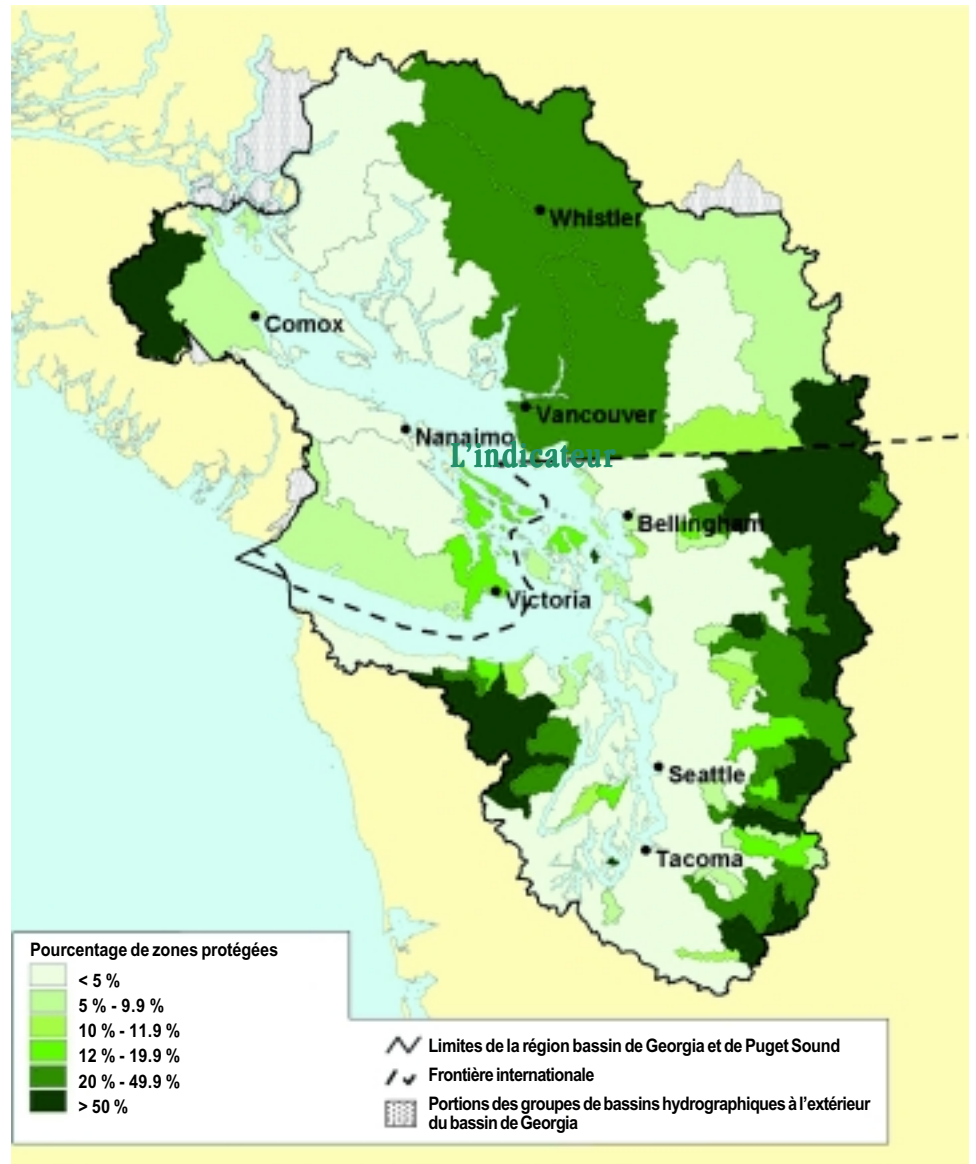 Whistler
Comox
Vancouver
Nanaimo
L'indicateur
Bellingham
Victoria
Seattle
Tacoma
Pourcentage de zones protégées
< 5 %
5 % - 9.9 %
10 % - 11.9 %
12 % - 19.9 %
20 % - 49.9 %
> 50 %
Limites de la région bassin de Georgia et de Puget Sound
Frontière internationale
Portions des groupes de bassins hydrographiques à l'extérieur
du bassin de Georgia